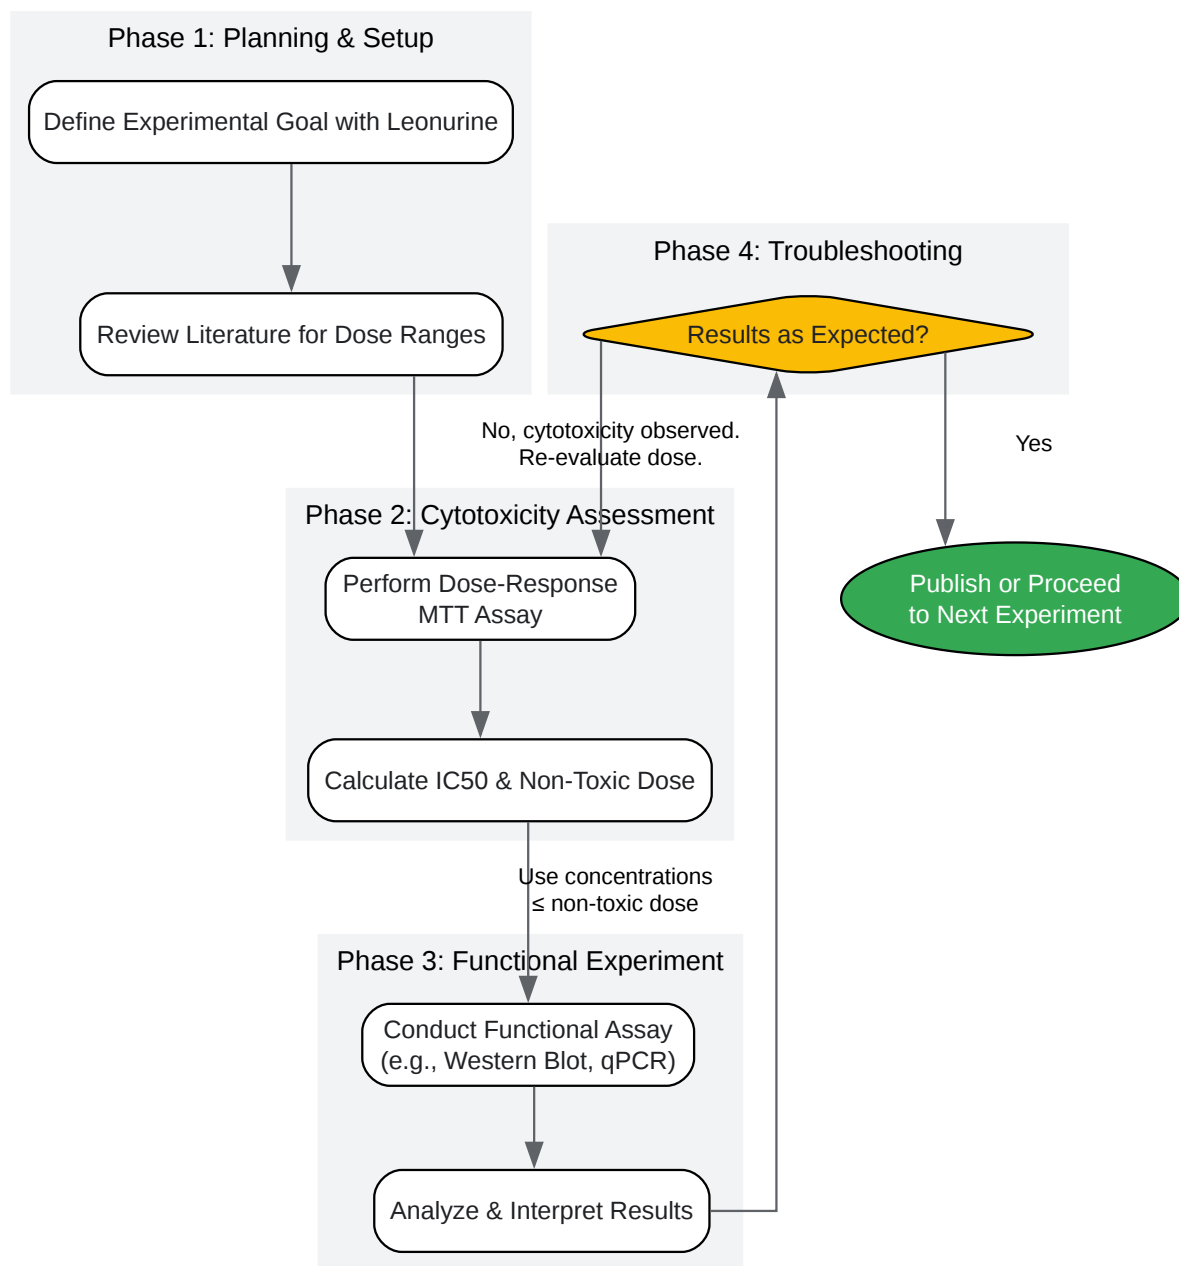 Phase 1: Planning & Setup
Define Experimental Goal with Leonurine
Review Literature for Dose Ranges
Phase 4: Troubleshooting
Results as Expected?
No, cytotoxicity observed.
Re-evaluate dose.
Yes
Phase 2: Cytotoxicity Assessment
Perform Dose-Response
MTT Assay
Publish or Proceed
to Next Experiment
Calculate IC50 & Non-Toxic Dose
Use concentrations
≤ non-toxic dose
Phase 3: Functional Experiment
Conduct Functional Assay
(e.g., Western Blot, qPCR)
Analyze & Interpret Results